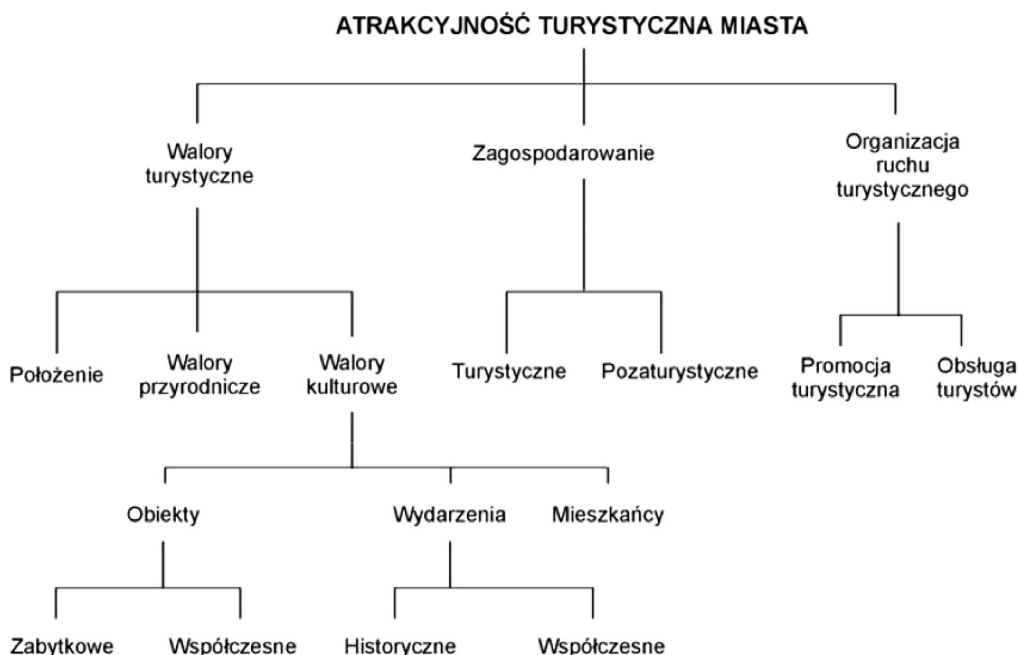 ATRAKCYJNOŚĆ TURYSTYCZNA MIASTA
Walory
turystyczne
Zagospodarowanie
Organizacja
ruchu
turystycznego
Położenie
Walory
przyrodnicze
Walory
kulturowe
Turystyczne
Pozaturystyczne
Promocja
turystyczna
Obsługa
turystów
Obiekty
Wydarzenia
Mieszkańcy
Zabytkowe
Współczesne
Historyczne
Współczesne